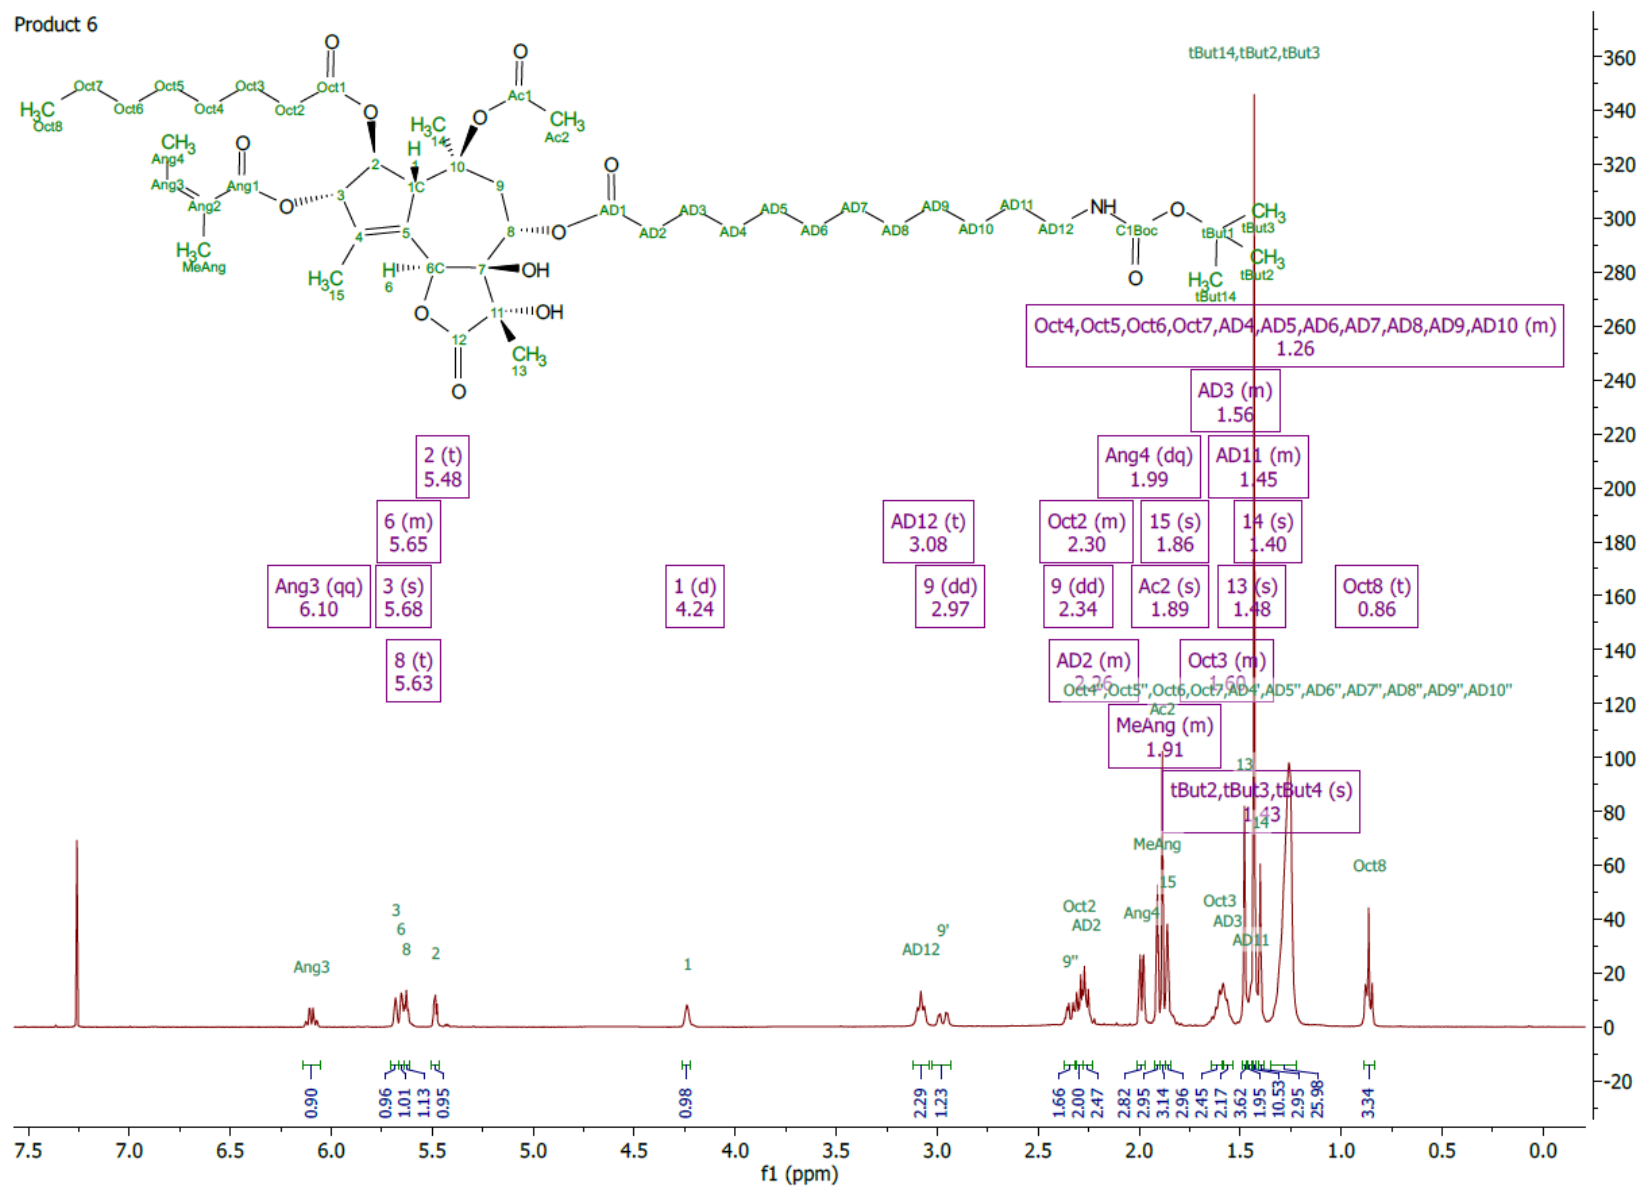 Product 6
O
Oct7 Oct5 Oct3 Oct1
H3C Oct6 Oct4 Oct2 O
Oct8
O
Ac1
CH3
Ac2
O
H3C
14
H
1
CH3
Ang4
O
Ang3 Ang1
Ang2
O
2
3
1C
10
9
O
AD1 AD3 AD5 AD7 AD9 AD11 NH O CH3
tBut3
AD2 AD4 AD6 AD8 AD10 AD12 C1Boc tBut1
CH3
tBut2
O
H3C
tBut14
4
5
8
O
H3C
MeAng
H3C
15
H
6
6C
7
OH
O
11
OH
12
CH3
13
O
tBut14,tBut2,tBut3
Oct4,Oct5,Oct6,Oct7,AD4,AD5,AD6,AD7,AD8,AD9,AD10 (m)
1.26
AD3 (m)
1.56
2 (t)
5.48
Ang4 (dq)
1.99
AD11 (m)
1.45
6 (m)
5.65
AD12 (t)
3.08
Oct2 (m)
2.30
15 (s)
1.86
14 (s)
1.40
Ang3 (qq)
6.10
3 (s)
5.68
1 (d)
4.24
9 (dd)
2.97
9 (dd)
2.34
Ac2 (s)
1.89
13 (s)
1.48
Oct8 (t)
0.86
8 (t)
5.63
AD2 (m)
2.26
Oct3 (m)
1.60
Oct4",Oct5",Oct6,Oct7,AD4',AD5",AD6",AD7",AD8",AD9",AD10"
Ac2
MeAng (m)
1.91
13
tBut2,tBut3,tBut4 (s)
1.43
14
MeAng
15
Oct8
Oct3
AD3
AD11
Oct2
AD2
Ang4
3
6
8
2
9'
AD12
9"
Ang3
1
0.90
0.96
1.01
1.13
0.95
0.98
2.29
1.23
1.66
2.00
2.47
2.82
2.95
3.14
2.96
2.45
2.17
3.62
1.95
10.53
2.95
25.98
3.34
7.5 7.0 6.5 6.0 5.5 5.0 4.5 4.0 3.5 3.0 2.5 2.0 1.5 1.0 0.5 0.0
f1 (ppm)
360
340
320
300
280
260
240
220
200
180
160
140
120
100
80
60
40
20
0
-20